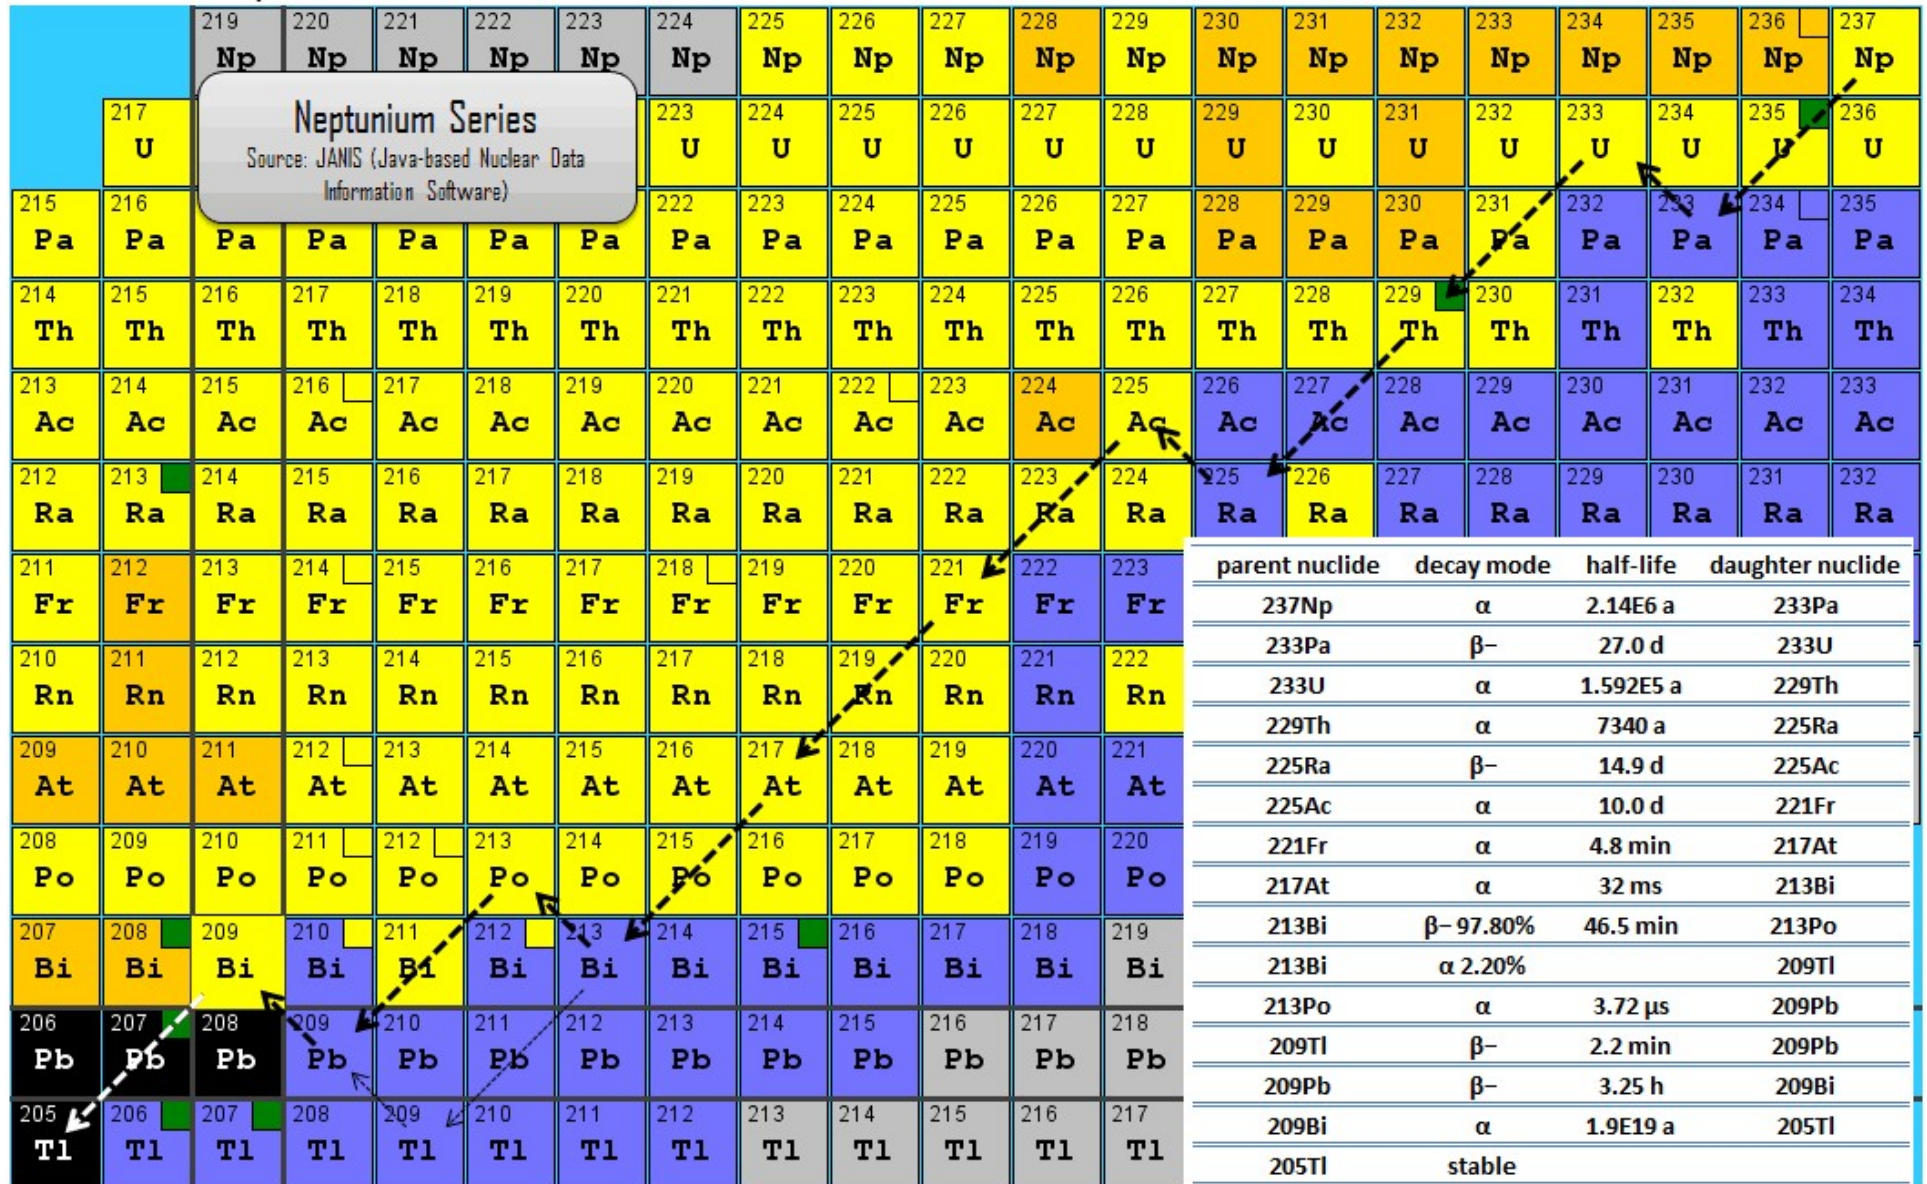 219 220 221 222 223 224 225 226 227 228 229 230 231 232 233 234 235 236 237
Np Np Np Np Np Np Np Np Np Np Np Np Np Np Np Np Np Np Np
Neptunium Series
Source: JANIS (Java-based Nuclear Data
Information Software)
217 223 224 225 226 227 228 229 230 231 232 233 234 235 236
U U U U U U U U U U U U U U U
215 216 222 223 224 225 226 227 228 229 230 231 232 233 234 235
Pa Pa Pa Pa Pa Pa Pa Pa Pa Pa Pa Pa Pa Pa Pa Pa Pa Pa Pa Pa Pa
214 215 216 217 218 219 220 221 222 223 224 225 226 227 228 229 230 231 232 233 234
Th Th Th Th Th Th Th Th Th Th Th Th Th Th Th Th Th Th Th Th Th
213 214 215 216 217 218 219 220 221 222 223 224 225 226 227 228 229 230 231 232 233
Ac Ac Ac Ac Ac Ac Ac Ac Ac Ac Ac Ac Ac Ac Ac Ac Ac Ac Ac Ac Ac
212 213 214 215 216 217 218 219 220 221 222 223 224 225 226 227 228 229 230 231 232
Ra Ra Ra Ra Ra Ra Ra Ra Ra Ra Ra Ra Ra Ra Ra Ra Ra Ra Ra Ra Ra
211 212 213 214 215 216 217 218 219 220 221 222 223
Fr Fr Fr Fr Fr Fr Fr Fr Fr Fr Fr Fr Fr
210 211 212 213 214 215 216 217 218 219 220 221 222
Rn Rn Rn Rn Rn Rn Rn Rn Rn Rn Rn Rn Rn
209 210 211 212 213 214 215 216 217 218 219 220 221
At At At At At At At At At At At At At
208 209 210 211 212 213 214 215 216 217 218 219 220
Po Po Po Po Po Po Po Po Po Po Po Po Po
207 208 209 210 211 212 213 214 215 216 217 218 219
Bi Bi Bi Bi Bi Bi Bi Bi Bi Bi Bi Bi Bi
206 207 208 209 210 211 212 213 214 215 216 217 218
Pb Pb Pb Pb Pb Pb Pb Pb Pb Pb Pb Pb Pb
205 206 207 208 209 210 211 212 213 214 215 216 217
Tl Tl Tl Tl Tl Tl Tl Tl Tl Tl Tl Tl Tl
parent nuclide decay mode half-life daughter nuclide
237Np α 2.14E6 a 233Pa
233Pa β− 27.0 d 233U
233U α 1.592E5 a 229Th
229Th α 7340 a 225Ra
225Ra β− 14.9 d 225Ac
225Ac α 10.0 d 221Fr
221Fr α 4.8 min 217At
217At α 32 ms 213Bi
213Bi β− 97.80% 46.5 min 213Po
213Bi α 2.20% 209Tl
213Po α 3.72 μs 209Pb
209Tl β− 2.2 min 209Pb
209Pb β− 3.25 h 209Bi
209Bi α 1.9E19 a 205Tl
205Tl stable